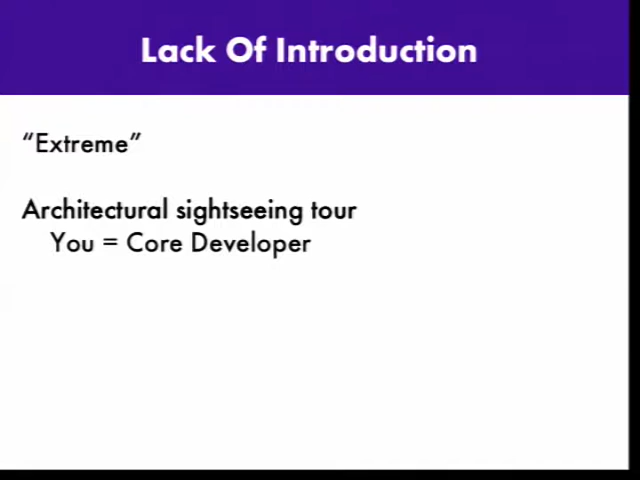 Lack Of Introduction
“Extreme”
Architectural sightseeing tour
You = Core Developer